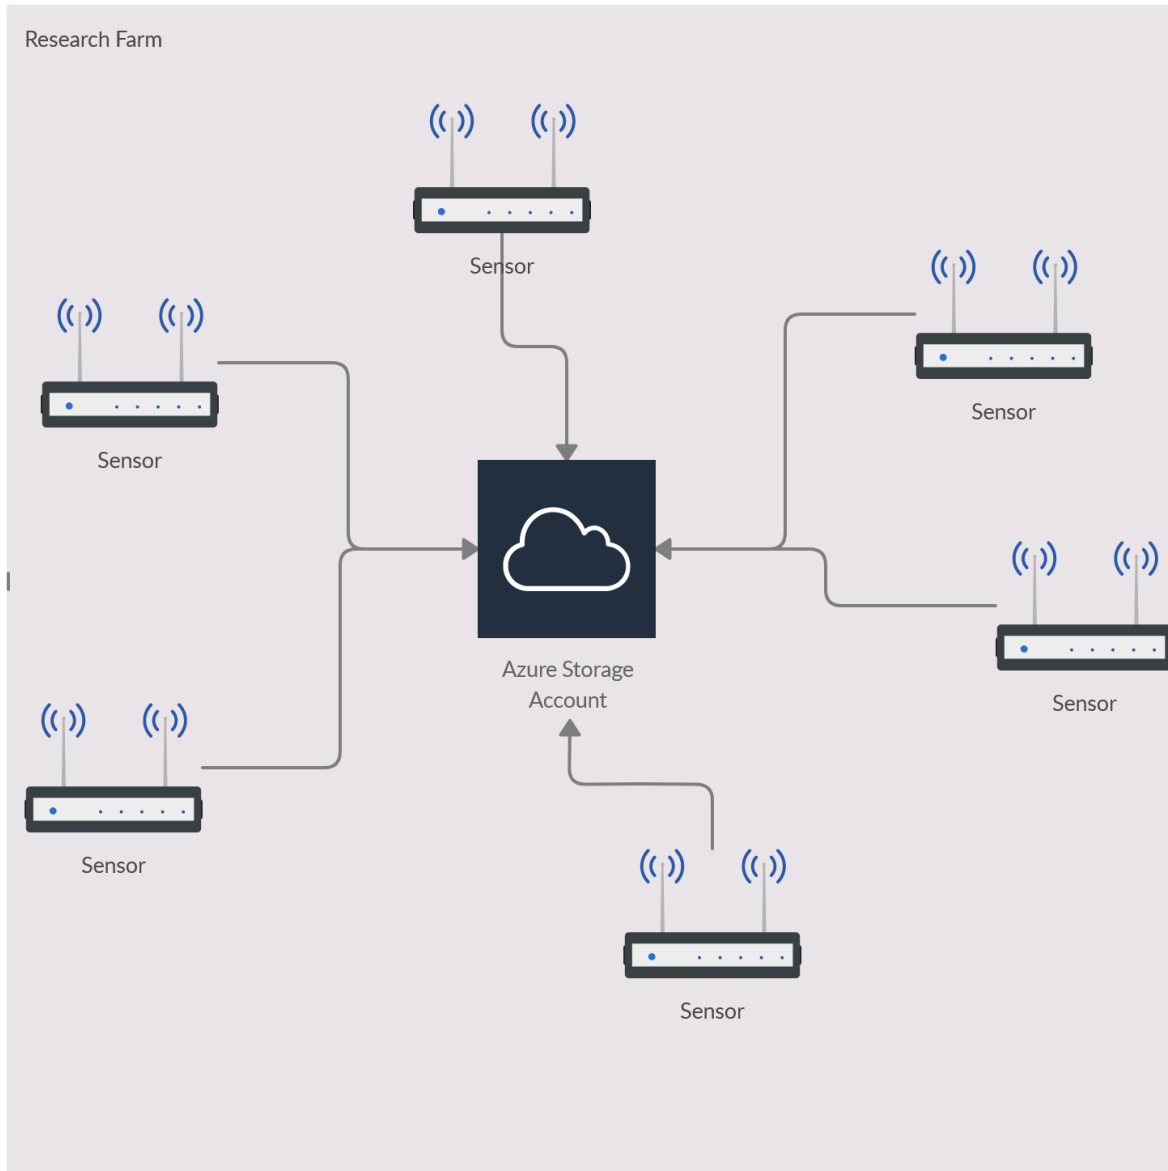 Research Farm
Sensor
Sensor
Sensor
Azure Storage
Account
Sensor
Sensor
Sensor